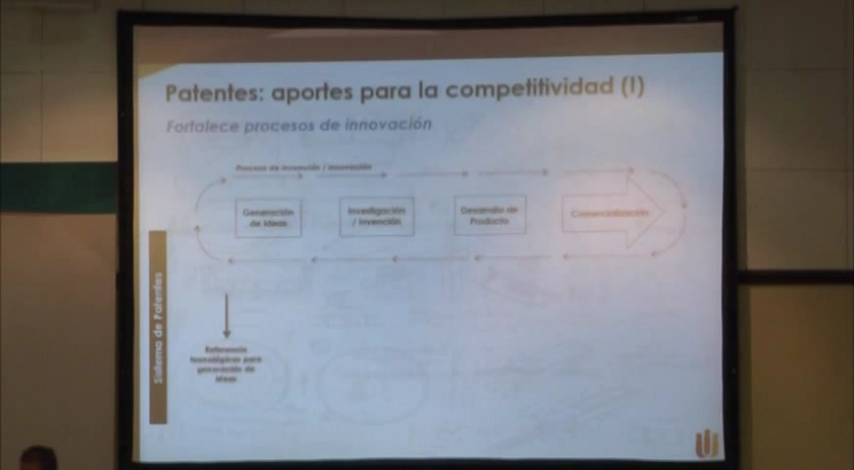 Patentes: aportes para la competitividad (I)
Fortalece procesos de innovación
Proceso de invención / innovación
Generación
de ideas
Investigación
/ Invención
Desarrollo de
Producto
Comercialización
Sistema de Patentes
Referencia
tecnológicas para
generación de
ideas